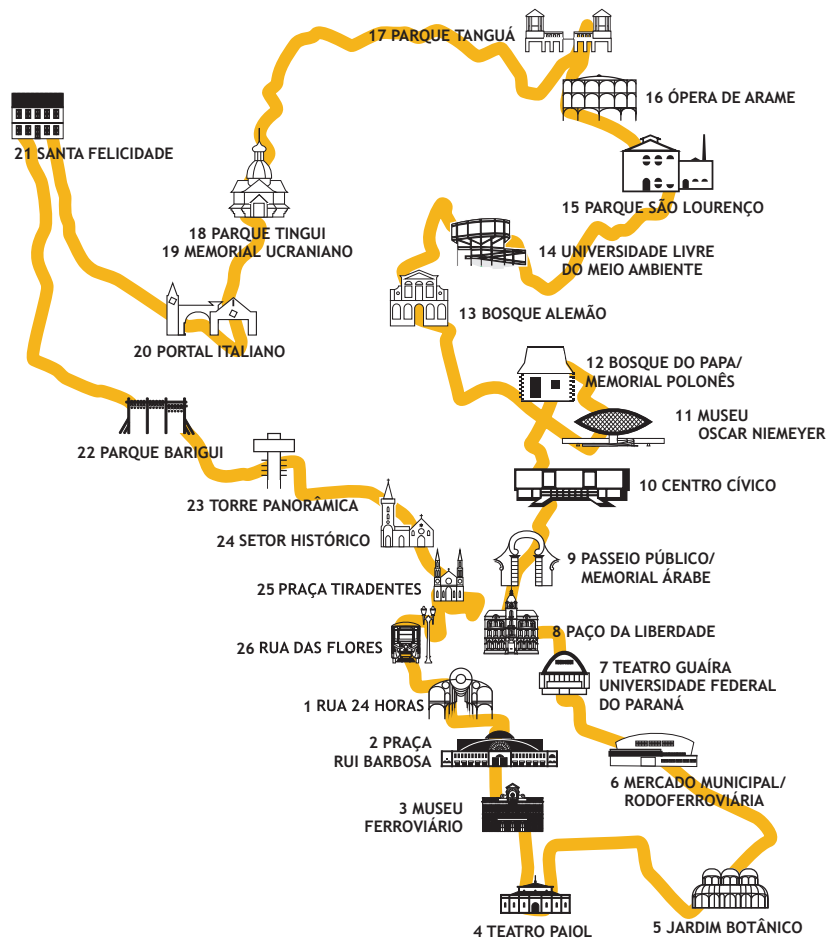 17 PARQUE TANGUÁ
16 ÓPERA DE ARAME
21 SANTA FELICIDADE
15 PARQUE SÃO LOURENÇO
18 PARQUE TINGUI
19 MEMORIAL UCRANIANO
14 UNIVERSIDADE LIVRE
DO MEIO AMBIENTE
13 BOSQUE ALEMÃO
20 PORTAL ITALIANO
12 BOSQUE DO PAPA/
MEMORIAL POLONÊS
11 MUSEU
OSCAR NIEMEYER
22 PARQUE BARIGUI
10 CENTRO CÍVICO
23 TORRE PANORÂMICA
24 SETOR HISTÓRICO
9 PASSEIO PÚBLICO/
MEMORIAL ÁRABE
25 PRAÇA TIRADENTES
8 PAÇO DA LIBERDADE
26 RUA DAS FLORES
7 TEATRO GUAÍRA
UNIVERSIDADE FEDERAL
DO PARANÁ
1 RUA 24 HORAS
2 PRAÇA
RUI BARBOSA
6 MERCADO MUNICIPAL/
RODOFERROVIÁRIA
3 MUSEU
FERROVIÁRIO
4 TEATRO PAIOL
5 JARDIM BOTÂNICO